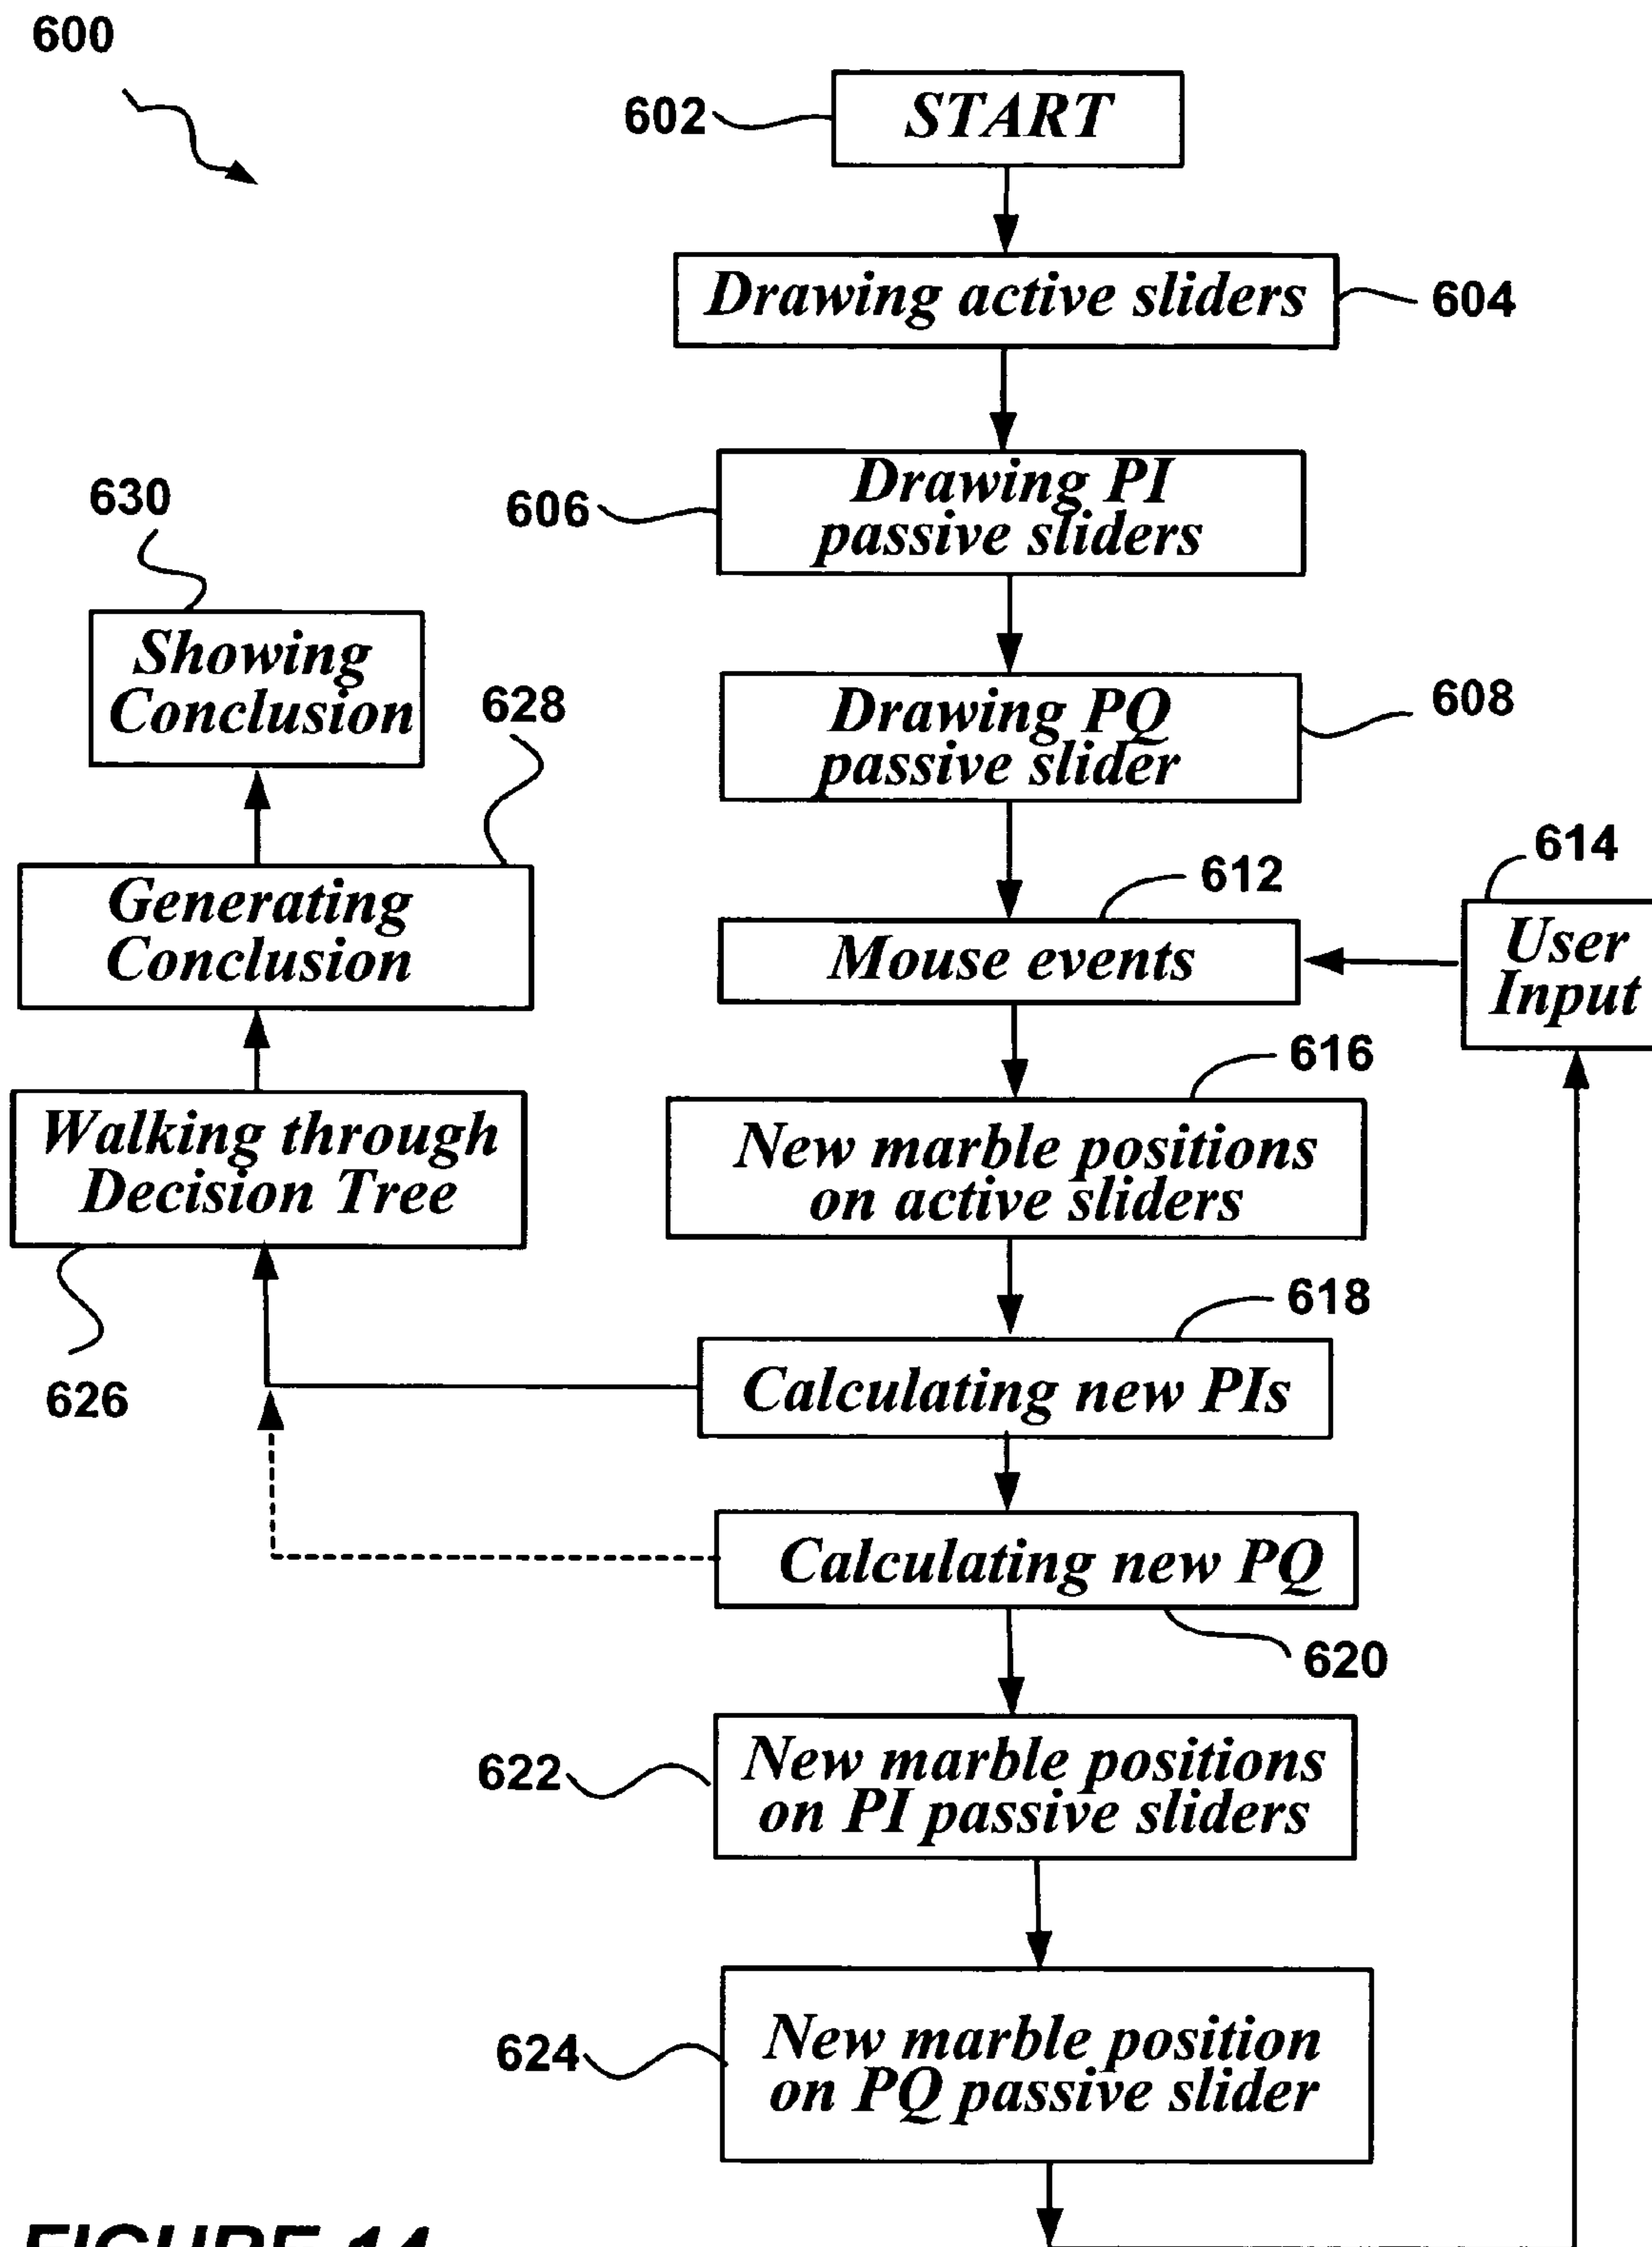 600
602
START
Drawing active sliders
604
606
Drawing PI
passive sliders
630
Showing
Conclusion
628
Drawing PQ
passive slider
608
614
User
Input
612
Mouse events
Generating
Conclusion
616
New marble positions
on active sliders
Walking through
Decision Tree
626
618
Calculating new PIs
Calculating new PQ
620
622
New marble positions
on PI passive sliders
624
New marble position
on PQ passive slider
FIGURE 14